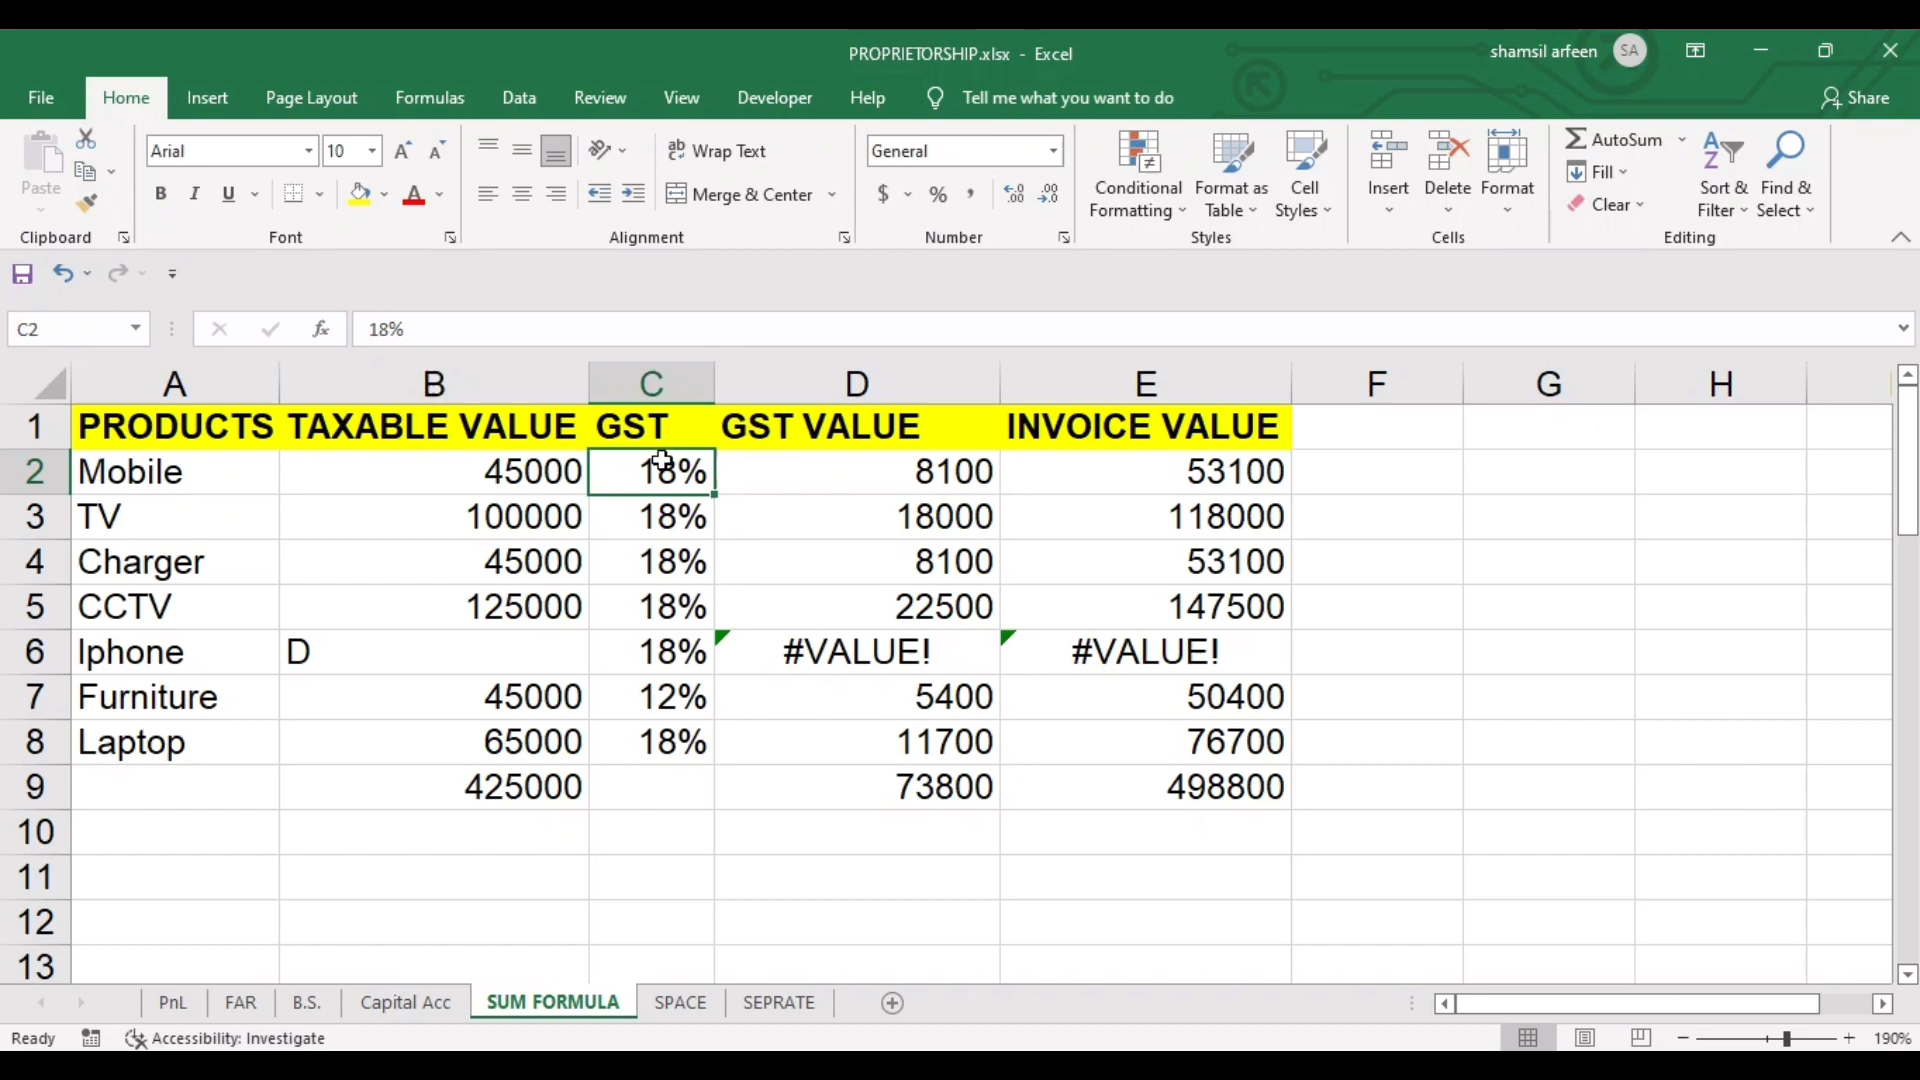 PROPRIETORSHIP.xlsx - Excel
shamsil arfeen SA
File Home Insert Page Layout Formulas Data Review View Developer Help Tell me what you want to do Share
Paste
Arial 10
B I U A
Wrap Text
Merge & Center
General
$ % ,
Conditional Formatting
Format as Table
Cell Styles
Insert Delete Format
AutoSum
Fill
Clear
Sort & Filter
Find & Select
Clipboard Font Alignment Number Styles Cells Editing
C2 fx 18%
A B C D E F G H
1 PRODUCTS TAXABLE VALUE GST GST VALUE INVOICE VALUE
2 Mobile 45000 18% 8100 53100
3 TV 100000 18% 18000 118000
4 Charger 45000 18% 8100 53100
5 CCTV 125000 18% 22500 147500
6 Iphone D 18% #VALUE! #VALUE!
7 Furniture 45000 12% 5400 50400
8 Laptop 65000 18% 11700 76700
9 425000 73800 498800
10
11
12
13
PnL FAR B.S. Capital Acc SUM FORMULA SPACE SEPRATE
Ready Accessibility: Investigate 190%